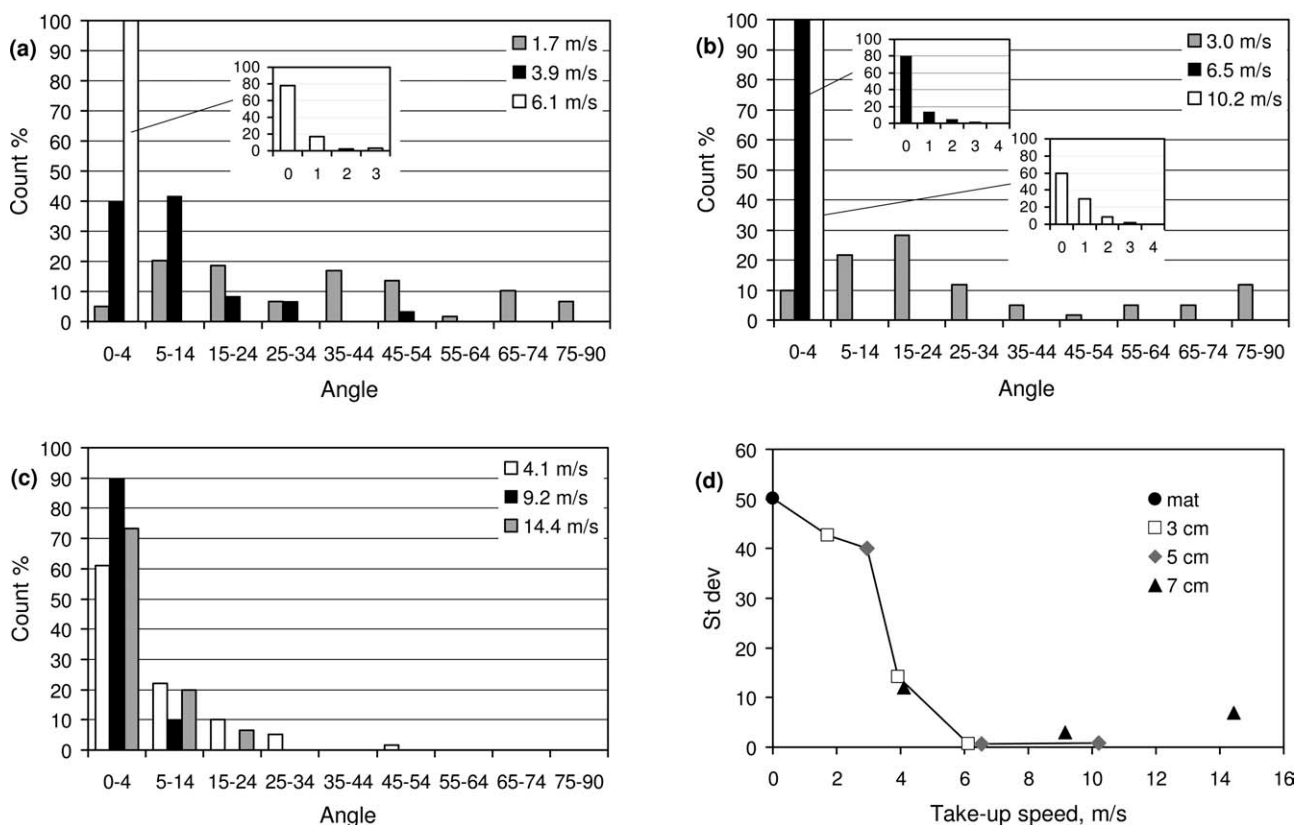 (a)
Count %
100
90
80
70
60
50
40
30
20
10
0
1.7 m/s
3.9 m/s
6.1 m/s
100
80
60
40
20
0
0 1 2 3
0-4 5-14 15-24 25-34 35-44 45-54 55-64 65-74 75-90
Angle
(b)
Count %
100
90
80
70
60
50
40
30
20
10
0
3.0 m/s
6.5 m/s
10.2 m/s
100
80
60
40
20
0
0 1 2 3 4
100
80
60
40
20
0
0 1 2 3 4
0-4 5-14 15-24 25-34 35-44 45-54 55-64 65-74 75-90
Angle
(c)
Count %
100
90
80
70
60
50
40
30
20
10
0
4.1 m/s
9.2 m/s
14.4 m/s
0-4 5-14 15-24 25-34 35-44 45-54 55-64 65-74 75-90
Angle
(d)
St dev
60
50
40
30
20
10
0
mat
3 cm
5 cm
7 cm
0 2 4 6 8 10 12 14 16
Take-up speed, m/s